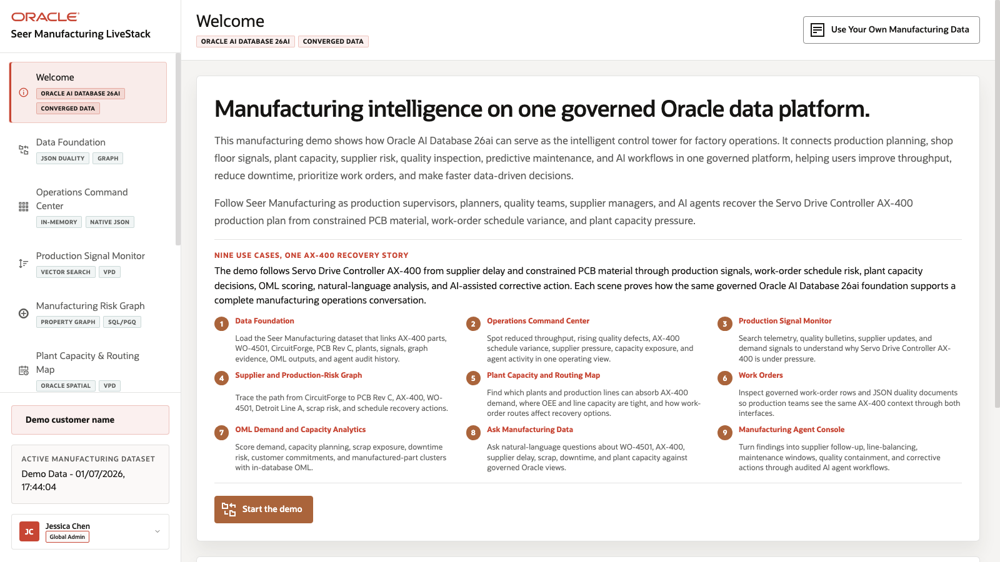 ORACLE
Seer Manufacturing LiveStack
Welcome
ORACLE AI DATABASE 26AI
CONVERGED DATA
Data Foundation
JSON DUALITY
GRAPH
Operations Command
Center
IN-MEMORY
NATIVE JSON
Production Signal Monitor
VECTOR SEARCH
VPD
Manufacturing Risk Graph
PROPERTY GRAPH
SQL/PGQ
Plant Capacity & Routing
Map
ORACLE SPATIAL
VPD
Demo customer name
ACTIVE MANUFACTURING DATASET
Demo Data - 01/07/2026,
17:44:04
JC
Jessica Chen
Global Admin
Welcome
ORACLE AI DATABASE 26AI
CONVERGED DATA
Use Your Own Manufacturing Data
Manufacturing intelligence on one governed Oracle data platform.
This manufacturing demo shows how Oracle AI Database 26ai can serve as the intelligent control tower for factory operations. It connects production planning, shop
floor signals, plant capacity, supplier risk, quality inspection, predictive maintenance, and AI workflows in one governed platform, helping users improve throughput,
reduce downtime, prioritize work orders, and make faster data-driven decisions.
Follow Seer Manufacturing as production supervisors, planners, quality teams, supplier managers, and AI agents recover the Servo Drive Controller AX-400
production plan from constrained PCB material, work-order schedule variance, and plant capacity pressure.
NINE USE CASES, ONE AX-400 RECOVERY STORY
The demo follows Servo Drive Controller AX-400 from supplier delay and constrained PCB material through production signals, work-order schedule risk, plant capacity
decisions, OML scoring, natural-language analysis, and AI-assisted corrective action. Each scene proves how the same governed Oracle AI Database 26ai foundation supports a
complete manufacturing operations conversation.
1
Data Foundation
Load the Seer Manufacturing dataset that links AX-400 parts,
WO-4501, CircuitForge, PCB Rev C, plants, signals, graph
evidence, OML outputs, and agent audit history.
2
Operations Command Center
Spot reduced throughput, rising quality defects, AX-400
schedule variance, supplier pressure, capacity exposure, and
agent activity in one operating view.
3
Production Signal Monitor
Search telemetry, quality bulletins, supplier updates, and
demand signals to understand why Servo Drive Controller AX-
400 is under pressure.
4
Supplier and Production-Risk Graph
Trace the path from CircuitForge to PCB Rev C, AX-400, WO-
4501, Detroit Line A, scrap risk, and schedule recovery actions.
5
Plant Capacity and Routing Map
Find which plants and production lines can absorb AX-400
demand, where OEE and line capacity are tight, and how work-
order routes affect recovery options.
6
Work Orders
Inspect governed work-order rows and JSON duality documents
so production teams see the same AX-400 context through both
interfaces.
7
OML Demand and Capacity Analytics
Score demand, capacity planning, scrap exposure, downtime
risk, customer commitments, and manufactured-part clusters
with in-database OML.
8
Ask Manufacturing Data
Ask natural-language questions about WO-4501, AX-400,
supplier delay, scrap, downtime, and plant capacity against
governed Oracle views.
9
Manufacturing Agent Console
Turn findings into supplier follow-up, line-balancing,
maintenance windows, quality containment, and corrective
actions through audited AI agent workflows.
Start the demo